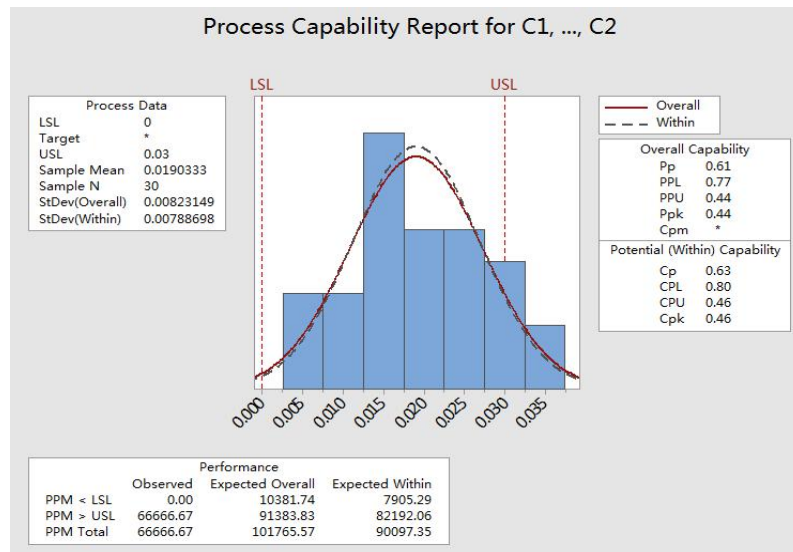 Process Capability Report for C1, ..., C2
LSL USL
Process Data
LSL 0
Target *
USL 0.03
Sample Mean 0.0190333
Sample N 30
StDev(Overall) 0.00823149
StDev(Within) 0.00788698
Overall
Within
Overall Capability
Pp 0.61
PPL 0.77
PPU 0.44
Ppk 0.44
Cpm *
Potential (Within) Capability
Cp 0.63
CPL 0.80
CPU 0.46
Cpk 0.46
0.000 0.005 0.010 0.015 0.020 0.025 0.030 0.035
Performance
Observed Expected Overall Expected Within
PPM < LSL 0.00 10381.74 7905.29
PPM > USL 66666.67 91383.83 82192.06
PPM Total 66666.67 101765.57 90097.35